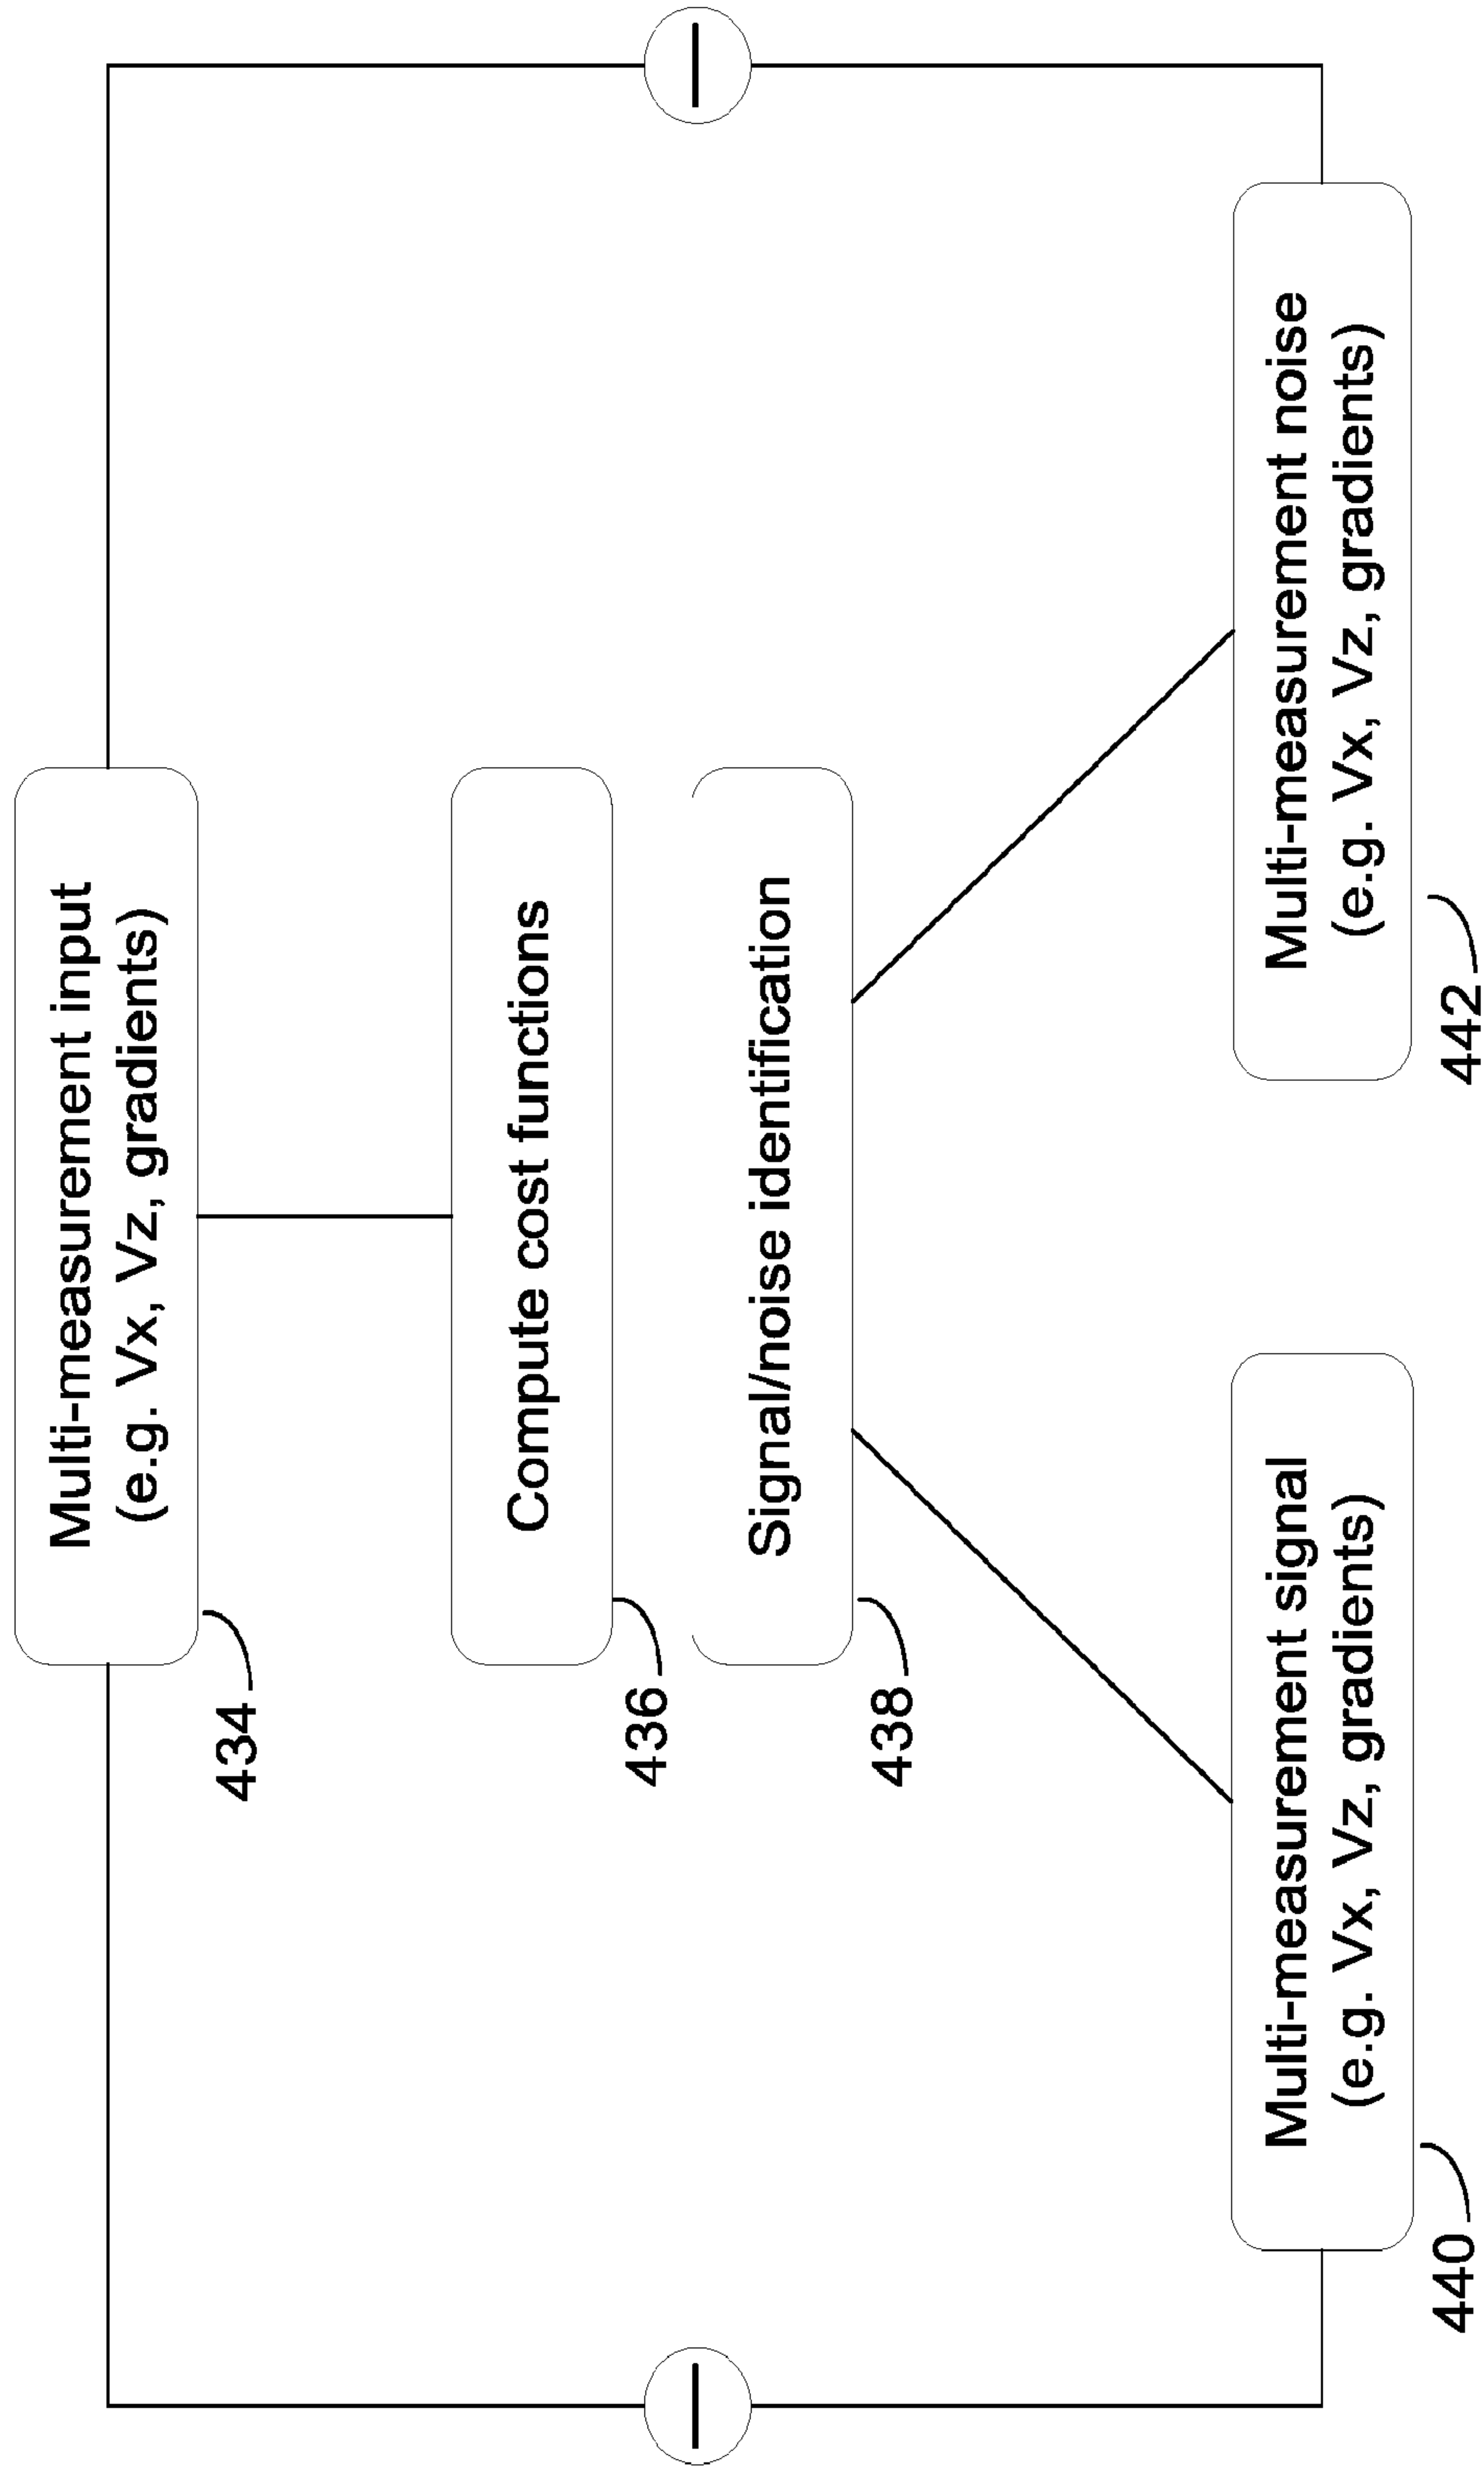 Multi-measurement input
(e.g. Vx, Vz, gradients)
434
Compute cost functions
436
Signal/noise identification
438
Multi-measurement signal
(e.g. Vx, Vz, gradients)
440
Multi-measurement noise
(e.g. Vx, Vz, gradients)
442